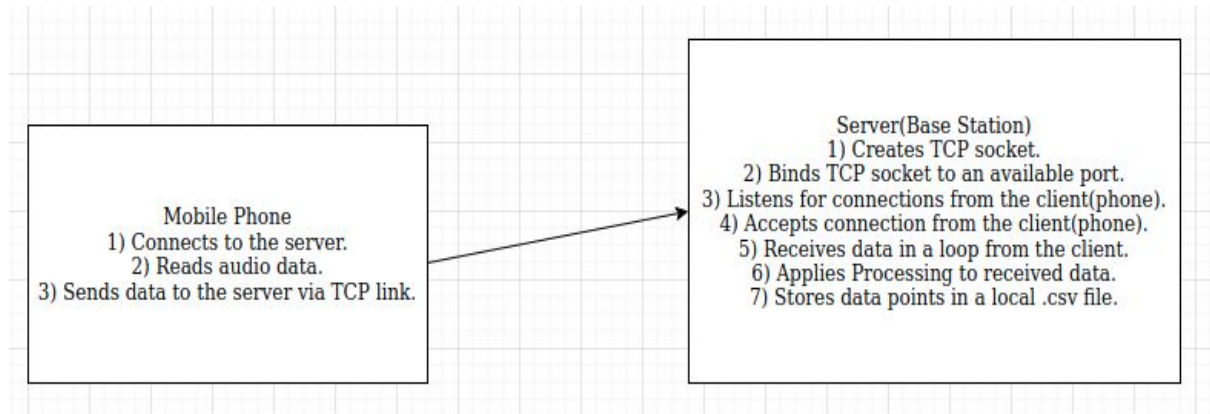 Mobile Phone
1) Connects to the server.
2) Reads audio data.
3) Sends data to the server via TCP link.
Server(Base Station)
1) Creates TCP socket.
2) Binds TCP socket to an available port.
3) Listens for connections from the client(phone).
4) Accepts connection from the client(phone).
5) Receives data in a loop from the client.
6) Applies Processing to received data.
7) Stores data points in a local .csv file.